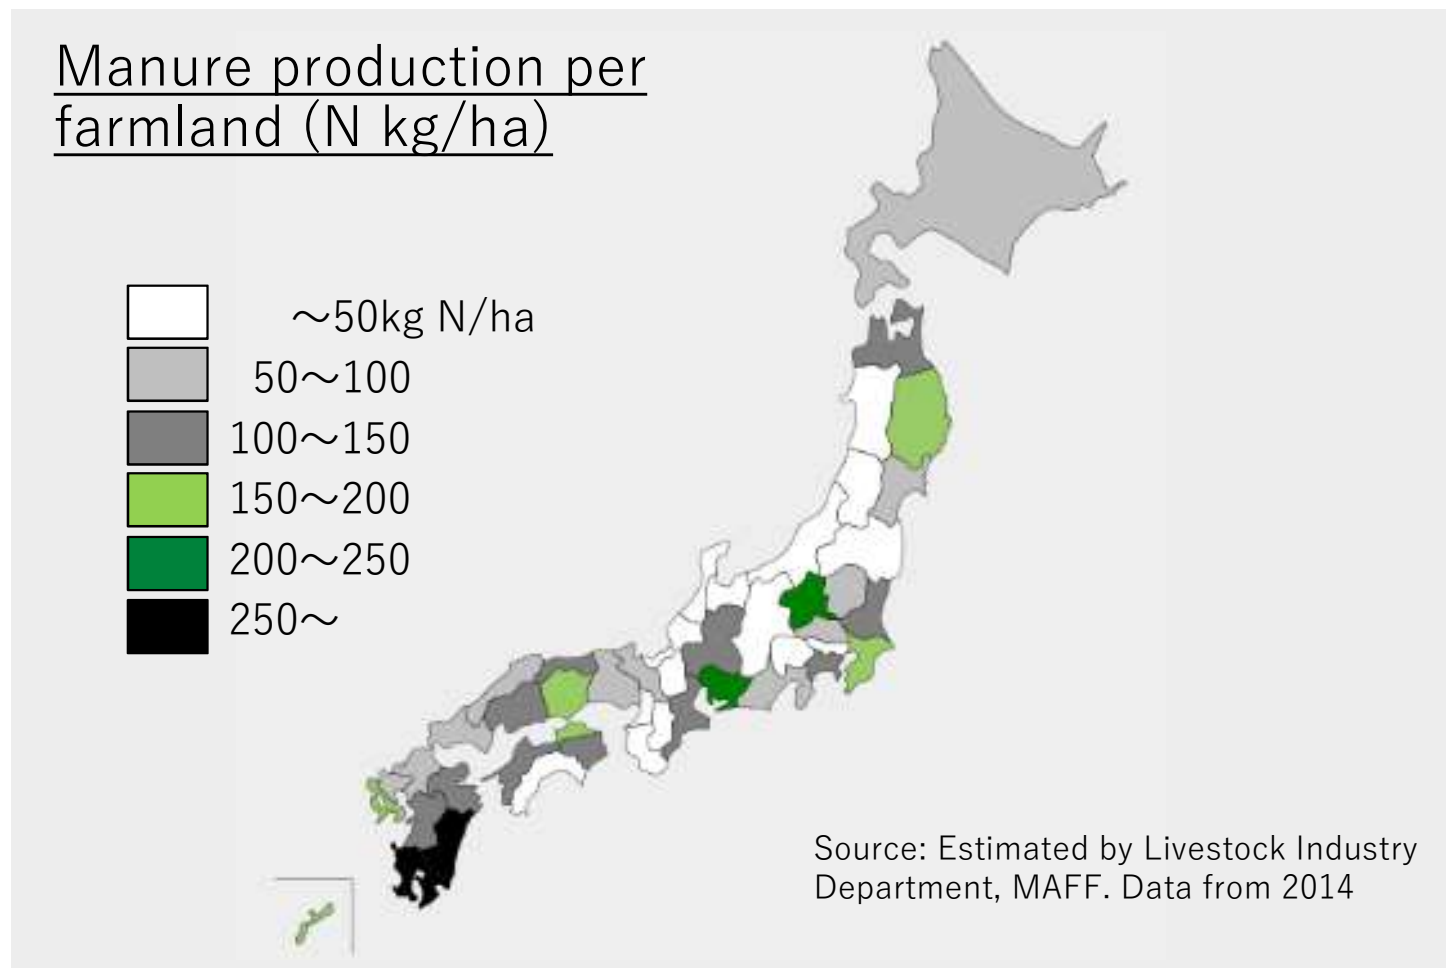 Manure production per
farmland (N kg/ha)
～50kg N/ha
50～100
100～150
150～200
200～250
250～
Source: Estimated by Livestock Industry
Department, MAFF. Data from 2014